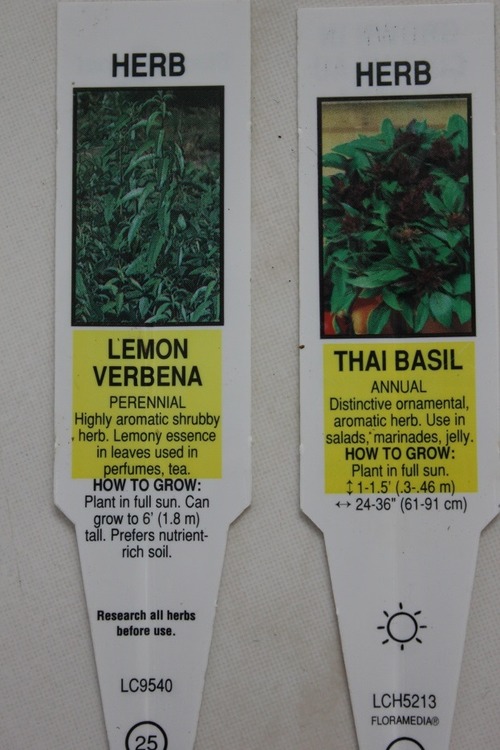 HERB
LEMON
VERBENA
PERENNIAL
Highly aromatic shrubby
herb. Lemony essence
in leaves used in
perfumes, tea.
HOW TO GROW:
Plant in full sun. Can
grow to 6' (1.8 m)
tall. Prefers nutrient-
rich soil.
Research all herbs
before use.
LC9540
25
HERB
THAI BASIL
ANNUAL
Distinctive ornamental,
aromatic herb. Use in
salads, marinades, jelly.
HOW TO GROW:
Plant in full sun.
↕ 1-1.5' (.3-.46 m)
↔ 24-36" (61-91 cm)
LCH5213
FLORAMEDIA®